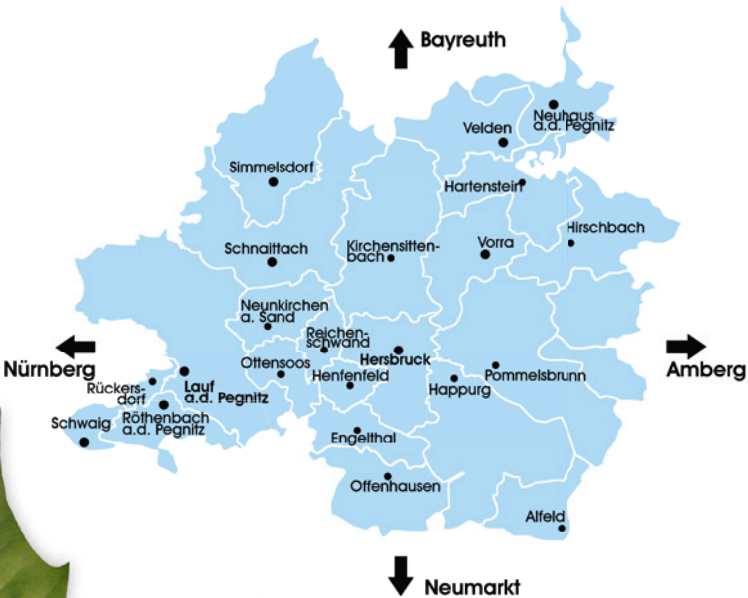 Bayreuth
Neuhaus
a.d. Pegnitz
Velden
Simmelsdorf
Hartenstein
Hirschbach
Schnaittach
Kirchensitten-
bach
Vorra
Neunkirchen
a. Sand
Reichen-
schwand
Hersbruck
Nürnberg
Amberg
Ottensoos
Henfenfeld
Happurg
Pommelsbrunn
Rückers-
dorf
Lauf
a.d. Pegnitz
Schwaig
Röthenbach
a.d. Pegnitz
Engelthal
Offenhausen
Alfeld
Neumarkt